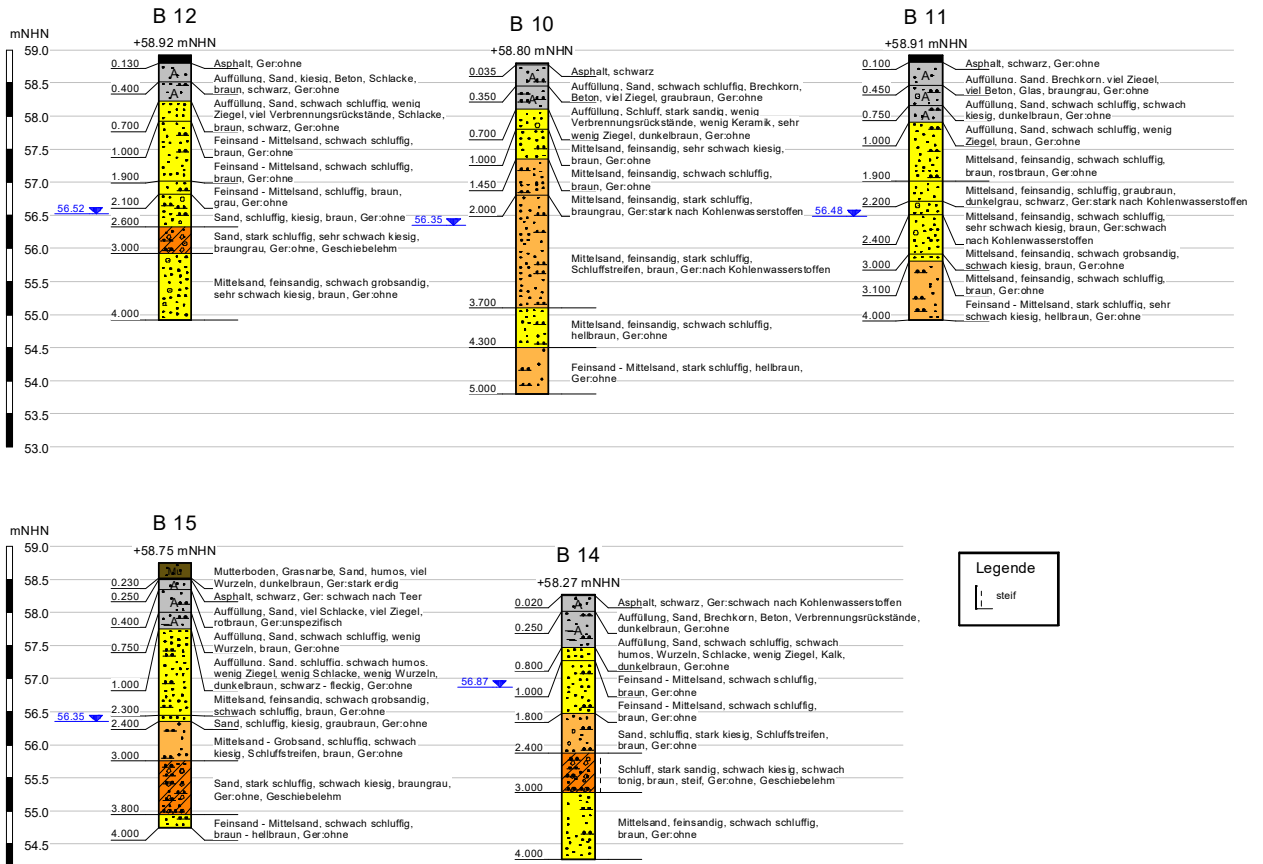 B 12
mNHN
+58.92 mNHN
59.0
58.5
58.0
57.5
57.0
56.5
56.0
55.5
55.0
54.5
54.0
53.5
53.0
56.52
0.130
0.400
0.700
1.000
1.900
2.100
2.600
3.000
4.000
A
A
Asphalt, Ger:ohne
Auffüllung, Sand, kiesig, Beton, Schlacke,
braun, schwarz, Ger:ohne
Auffüllung, Sand, schwach schluffig, wenig
Ziegel, viel Verbrennungsrückstände, Schlacke,
braun, schwarz, Ger:ohne
Feinsand - Mittelsand, schwach schluffig,
braun, Ger:ohne
Feinsand - Mittelsand, schwach schluffig,
braun, Ger:ohne
Feinsand - Mittelsand, schluffig, braun,
grau, Ger:ohne
Sand, schluffig, kiesig, braun, Ger:ohne
Sand, stark schluffig, sehr schwach kiesig,
braungrau, Ger:ohne, Geschiebelehm
Mittelsand, feinsandig, schwach grobsandig,
sehr schwach kiesig, braun, Ger:ohne
B 10
+58.80 mNHN
56.35
0.035
0.350
0.700
1.000
1.450
2.000
3.700
4.300
5.000
A
A
Asphalt, schwarz
Auffüllung, Sand, schwach schluffig, Brechkorn,
Beton, viel Ziegel, graubraun, Ger:ohne
Auffüllung, Schluff, stark sandig, wenig
Verbrennungsrückstände, wenig Keramik, sehr
wenig Ziegel, dunkelbraun, Ger:ohne
Mittelsand, feinsandig, sehr schwach kiesig,
braun, Ger:ohne
Mittelsand, feinsandig, schwach schluffig,
braun, Ger:ohne
Mittelsand, feinsandig, stark schluffig,
braungrau, Ger:stark nach Kohlenwasserstoffen
Mittelsand, feinsandig, stark schluffig,
Schluffstreifen, braun, Ger:nach Kohlenwasserstoffen
Mittelsand, feinsandig, schwach schluffig,
hellbraun, Ger:ohne
Feinsand - Mittelsand, stark schluffig, hellbraun,
Ger:ohne
B 11
+58.91 mNHN
56.48
0.100
0.450
0.750
1.000
1.900
2.200
2.400
3.000
3.100
4.000
A
A
A
Asphalt, schwarz, Ger:ohne
Auffüllung, Sand, Brechkorn, viel Ziegel,
viel Beton, Glas, braungrau, Ger:ohne
Auffüllung, Sand, schwach schluffig, schwach
kiesig, dunkelbraun, Ger:ohne
Auffüllung, Sand, schwach schluffig, wenig
Ziegel, braun, Ger:ohne
Mittelsand, feinsandig, schwach schluffig,
braun, rostbraun, Ger:ohne
Mittelsand, feinsandig, schluffig, graubraun,
dunkelgrau, schwarz, Ger:stark nach Kohlenwasserstoffen
Mittelsand, feinsandig, schwach schluffig,
sehr schwach kiesig, braun, Ger:schwach
nach Kohlenwasserstoffen
Mittelsand, feinsandig, schwach grobsandig,
schwach kiesig, braun, Ger:ohne
Mittelsand, feinsandig, schwach schluffig,
braun, Ger:ohne
Feinsand - Mittelsand, stark schluffig, sehr
schwach kiesig, hellbraun, Ger:ohne
B 15
mNHN
+58.75 mNHN
59.0
58.5
58.0
57.5
57.0
56.5
56.0
55.5
55.0
54.5
56.35
0.230
0.250
0.400
0.750
1.000
2.300
2.400
3.000
3.800
4.000
Mu
A
A
A
Mutterboden, Grasnarbe, Sand, humos, viel
Wurzeln, dunkelbraun, Ger:stark erdig
Asphalt, schwarz, Ger: schwach nach Teer
Auffüllung, Sand, viel Schlacke, viel Ziegel,
rotbraun, Ger:unspezifisch
Auffüllung, Sand, schwach schluffig, wenig
Wurzeln, braun, Ger:ohne
Auffüllung, Sand, schluffig, schwach humos,
wenig Ziegel, wenig Schlacke, wenig Wurzeln,
dunkelbraun, schwarz - fleckig, Ger:ohne
Mittelsand, feinsandig, schwach grobsandig,
schwach schluffig, braun, Ger:ohne
Sand, schluffig, kiesig, graubraun, Ger:ohne
Mittelsand - Grobsand, schluffig, schwach
kiesig, Schluffstreifen, braun, Ger:ohne
Sand, stark schluffig, schwach kiesig, braungrau,
Ger:ohne, Geschiebelehm
Feinsand - Mittelsand, schwach schluffig,
braun - hellbraun, Ger:ohne
B 14
+58.27 mNHN
56.87
0.020
0.250
0.800
1.000
1.800
2.400
3.000
4.000
A
A
Asphalt, schwarz, Ger:schwach nach Kohlenwasserstoffen
Auffüllung, Sand, Brechkorn, Beton, Verbrennungsrückstände,
dunkelbraun, Ger:ohne
Auffüllung, Sand, schwach schluffig, schwach
humos, Wurzeln, Schlacke, wenig Ziegel, Kalk,
dunkelbraun, Ger:ohne
Feinsand - Mittelsand, schwach schluffig,
braun, Ger:ohne
Feinsand - Mittelsand, schwach schluffig,
braun, Ger:ohne
Sand, schluffig, stark kiesig, Schluffstreifen,
braun, Ger:ohne
Schluff, stark sandig, schwach kiesig, schwach
tonig, braun, steif, Ger:ohne, Geschiebelehm
Mittelsand, feinsandig, schwach schluffig,
braun, Ger:ohne
Legende
steif